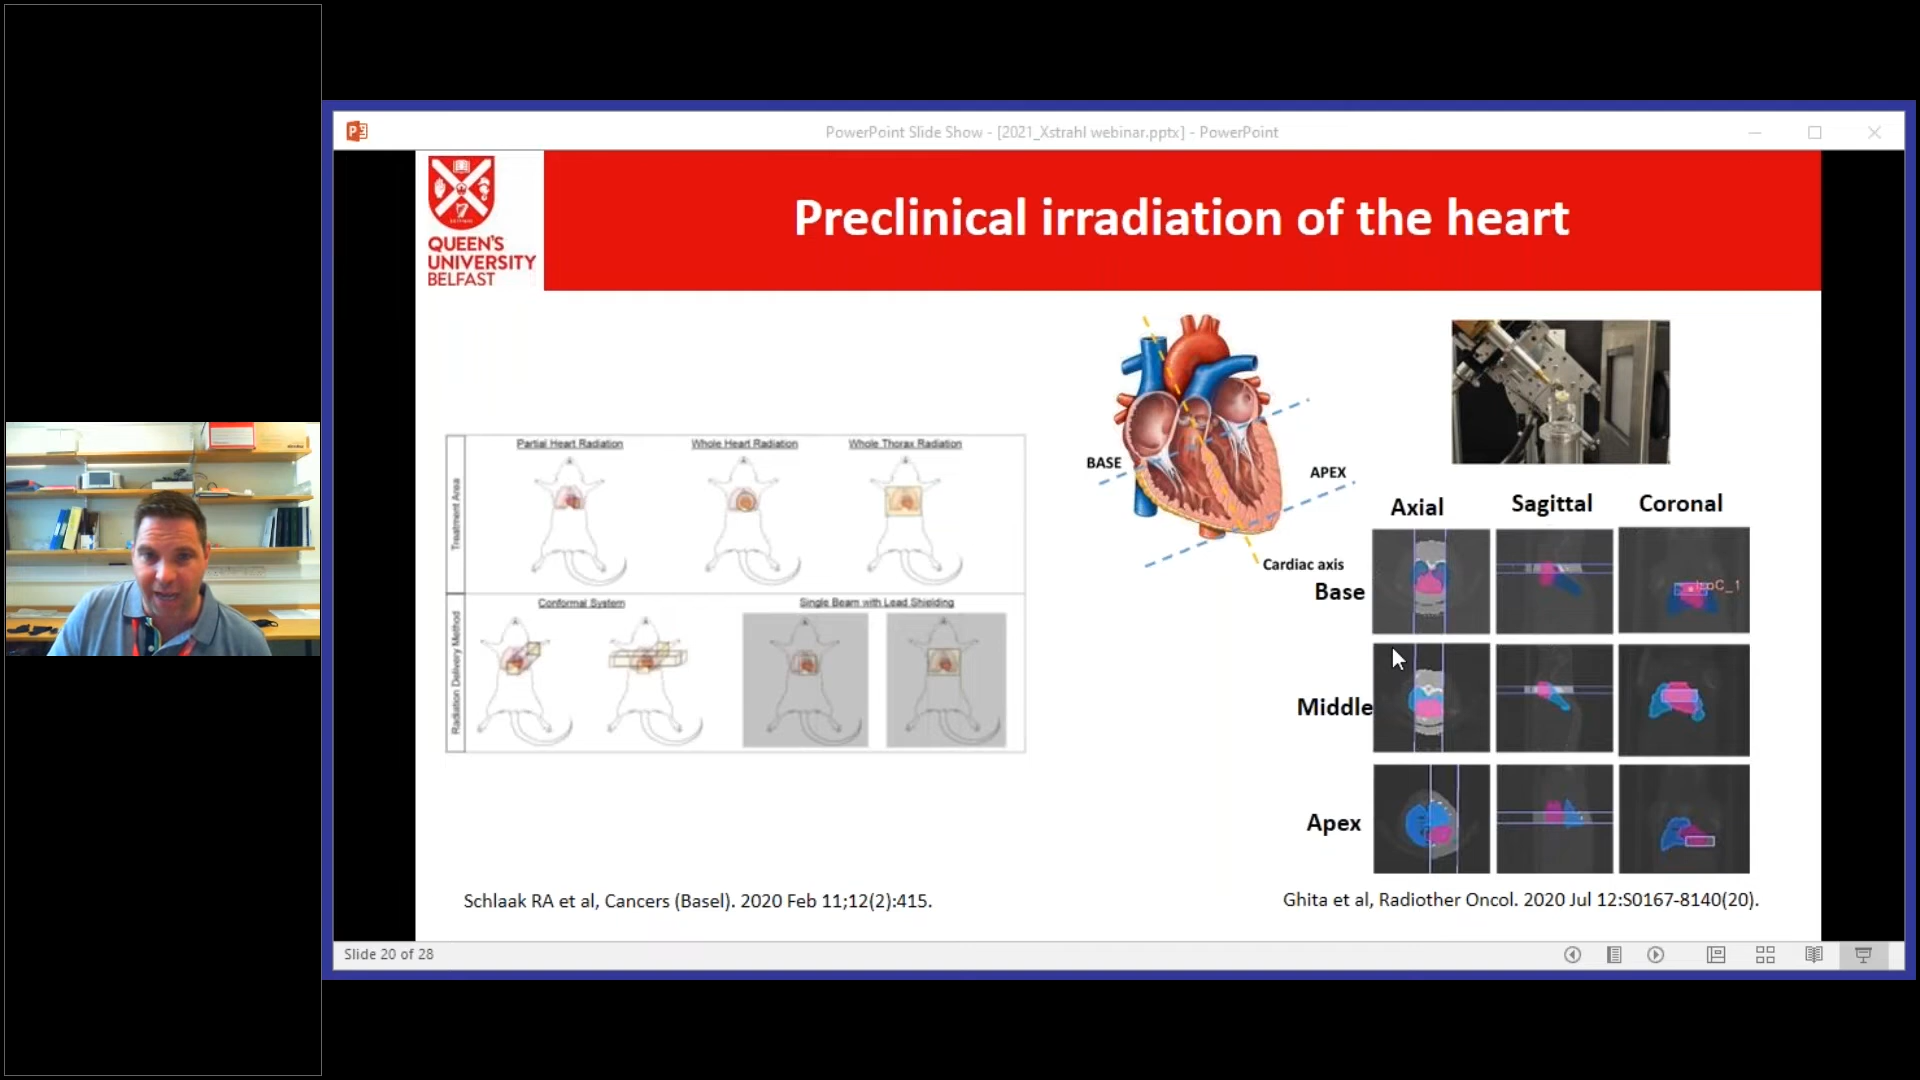 PowerPoint Slide Show - [2021_Xstrahl webinar.pptx] - PowerPoint
QUEEN'S
UNIVERSITY
BELFAST
Preclinical irradiation of the heart
Treatment Area
Partial Heart Radiation
Whole Heart Radiation
Whole Thorax Radiation
Radiation Delivery Method
Conformal System
Single Beam with Lead Shielding
BASE
APEX
Cardiac axis
Axial
Sagittal
Coronal
Base
IsoC_1
Middle
Apex
Schlaak RA et al, Cancers (Basel). 2020 Feb 11;12(2):415.
Ghita et al, Radiother Oncol. 2020 Jul 12:S0167-8140(20).
Slide 20 of 28